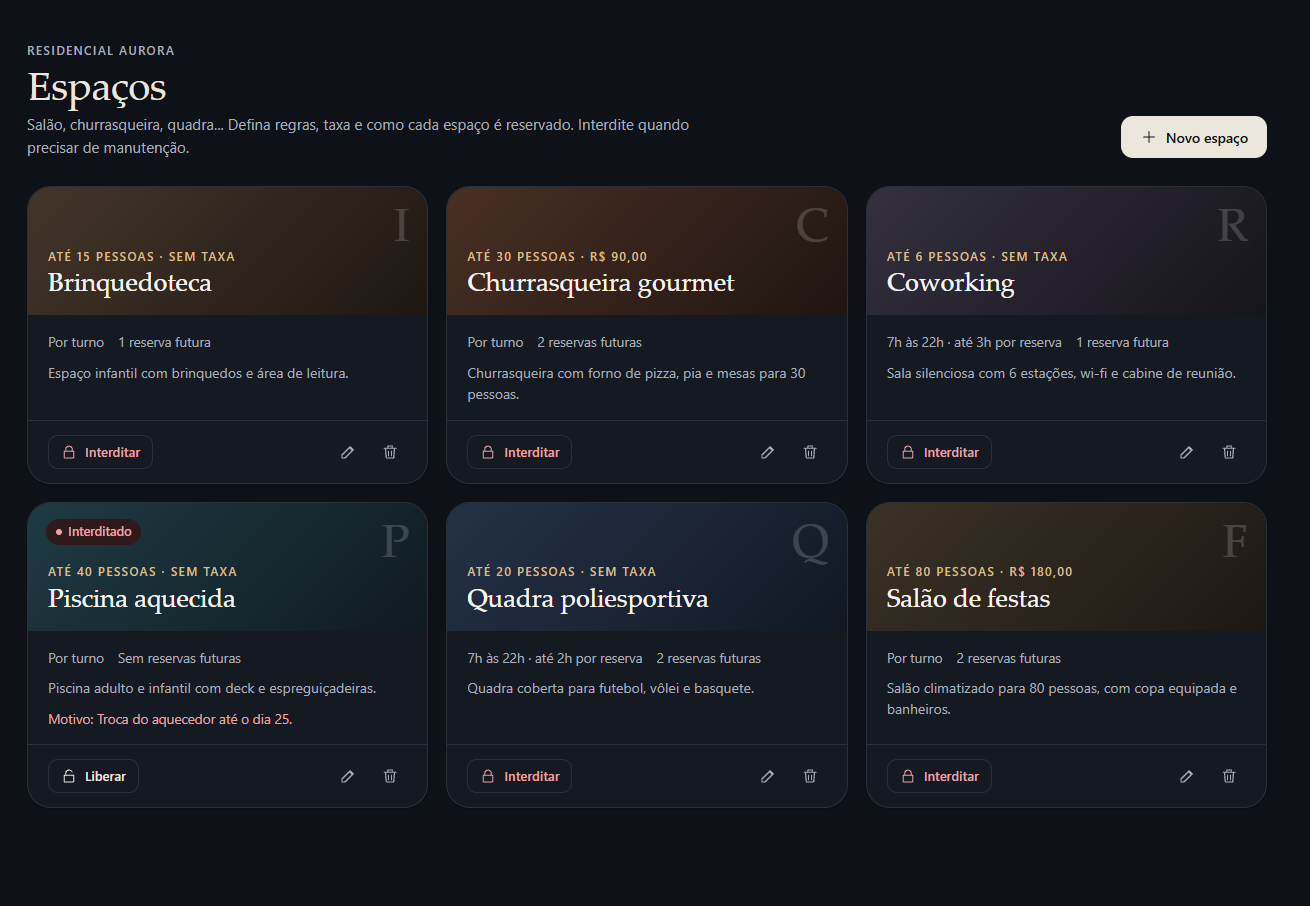 RESIDENCIAL AURORA
Espaços
Salão, churrasqueira, quadra... Defina regras, taxa e como cada espaço é reservado. Interdite quando
precisar de manutenção.
+ Novo espaço
I
ATÉ 15 PESSOAS · SEM TAXA
Brinquedoteca
Por turno 1 reserva futura
Espaço infantil com brinquedos e área de leitura.
Interditar
C
ATÉ 30 PESSOAS · R$ 90,00
Churrasqueira gourmet
Por turno 2 reservas futuras
Churrasqueira com forno de pizza, pia e mesas para 30
pessoas.
Interditar
R
ATÉ 6 PESSOAS · SEM TAXA
Coworking
7h às 22h · até 3h por reserva 1 reserva futura
Sala silenciosa com 6 estações, wi-fi e cabine de reunião.
Interditar
Interditado
P
ATÉ 40 PESSOAS · SEM TAXA
Piscina aquecida
Por turno Sem reservas futuras
Piscina adulto e infantil com deck e espreguiçadeiras.
Motivo: Troca do aquecedor até o dia 25.
Liberar
Q
ATÉ 20 PESSOAS · SEM TAXA
Quadra poliesportiva
7h às 22h · até 2h por reserva 2 reservas futuras
Quadra coberta para futebol, vôlei e basquete.
Interditar
F
ATÉ 80 PESSOAS · R$ 180,00
Salão de festas
Por turno 2 reservas futuras
Salão climatizado para 80 pessoas, com copa equipada e
banheiros.
Interditar